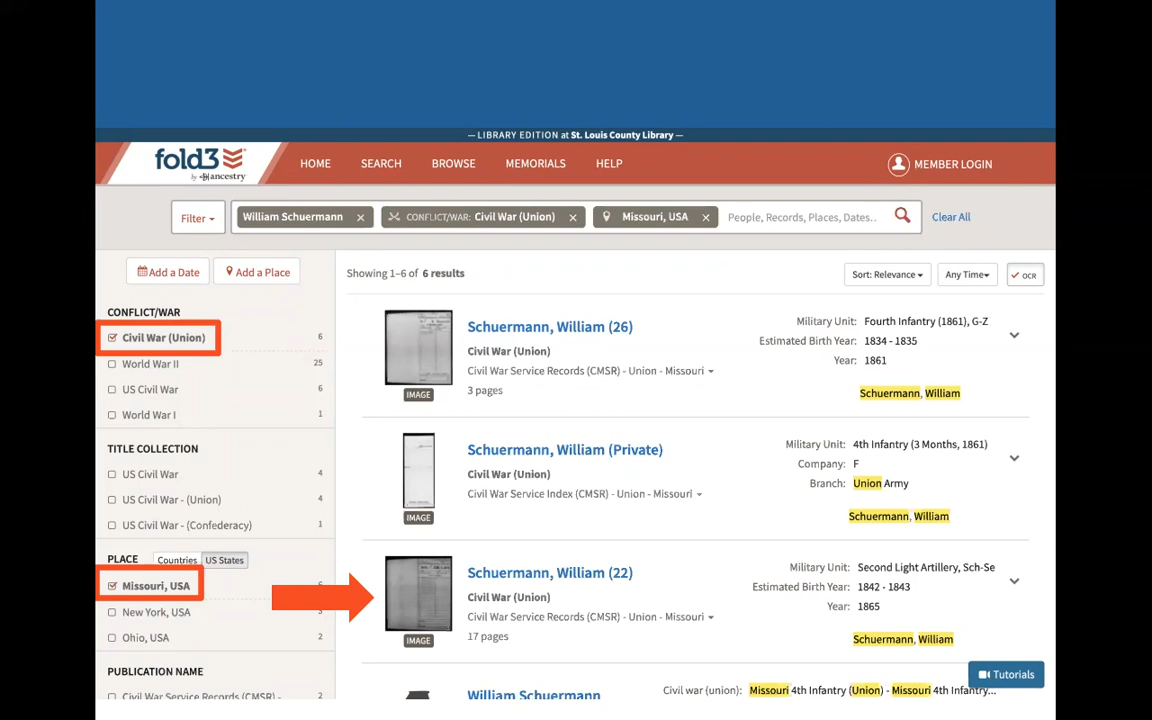 — LIBRARY EDITION at St. Louis County Library —
fold3
by ancestry
HOME SEARCH BROWSE MEMORIALS HELP MEMBER LOGIN
Filter William Schuermann × CONFLICT/WAR: Civil War (Union) × Missouri, USA × People, Records, Places, Dates.. Clear All
Add a Date Add a Place
Showing 1–6 of 6 results
Sort: Relevance Any Time OCR
CONFLICT/WAR
Civil War (Union) 6
World War II 25
US Civil War 6
World War I 1
TITLE COLLECTION
US Civil War 4
US Civil War - (Union) 4
US Civil War - (Confederacy) 1
PLACE Countries US States
Missouri, USA 6
New York, USA 3
Ohio, USA 2
PUBLICATION NAME
Civil War Service Records (CMSR) - 2
Schuermann, William (26)
Civil War (Union)
Civil War Service Records (CMSR) - Union - Missouri
3 pages
IMAGE
Military Unit: Fourth Infantry (1861), G-Z
Estimated Birth Year: 1834 - 1835
Year: 1861
Schuermann, William
Schuermann, William (Private)
Civil War (Union)
Civil War Service Index (CMSR) - Union - Missouri
IMAGE
Military Unit: 4th Infantry (3 Months, 1861)
Company: F
Branch: Union Army
Schuermann, William
Schuermann, William (22)
Civil War (Union)
Civil War Service Records (CMSR) - Union - Missouri
17 pages
IMAGE
Military Unit: Second Light Artillery, Sch-Se
Estimated Birth Year: 1842 - 1843
Year: 1865
Schuermann, William
William Schuermann
Civil war (union): Missouri 4th Infantry (Union) - Missouri 4th Infantry...
Tutorials